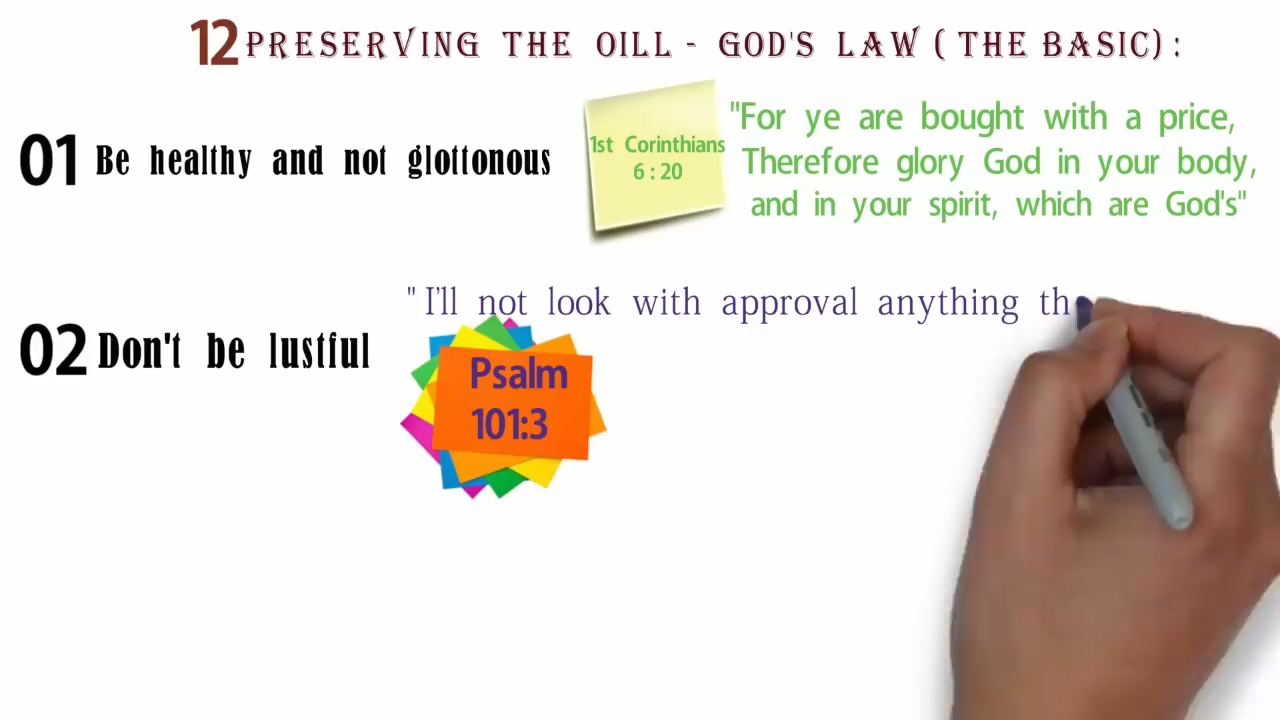 12 PRESERVING THE OILL - GOD'S LAW ( THE BASIC) :
01 Be healthy and not glottonous
1st Corinthians
6 : 20
"For ye are bought with a price,
Therefore glory God in your body,
and in your spirit, which are God's"
02 Don't be lustful
Psalm
101:3
" I'll not look with approval anything th